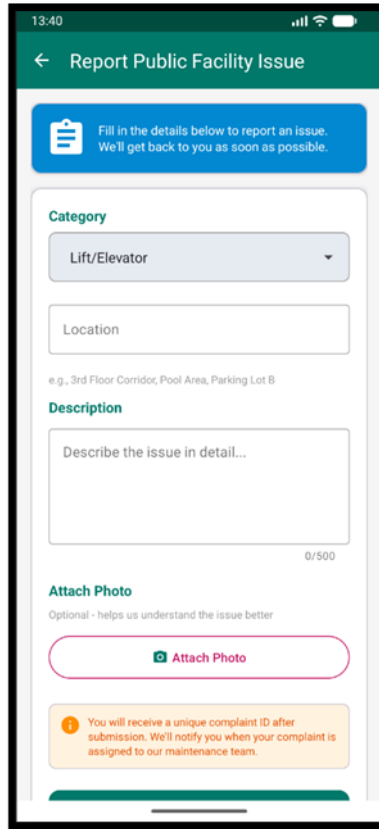 13:40
Report Public Facility Issue
Fill in the details below to report an issue.
We'll get back to you as soon as possible.
Category
Lift/Elevator
Location
e.g., 3rd Floor Corridor, Pool Area, Parking Lot B
Description
Describe the issue in detail...
0/500
Attach Photo
Optional - helps us understand the issue better
Attach Photo
You will receive a unique complaint ID after
submission. We'll notify you when your complaint is
assigned to our maintenance team.